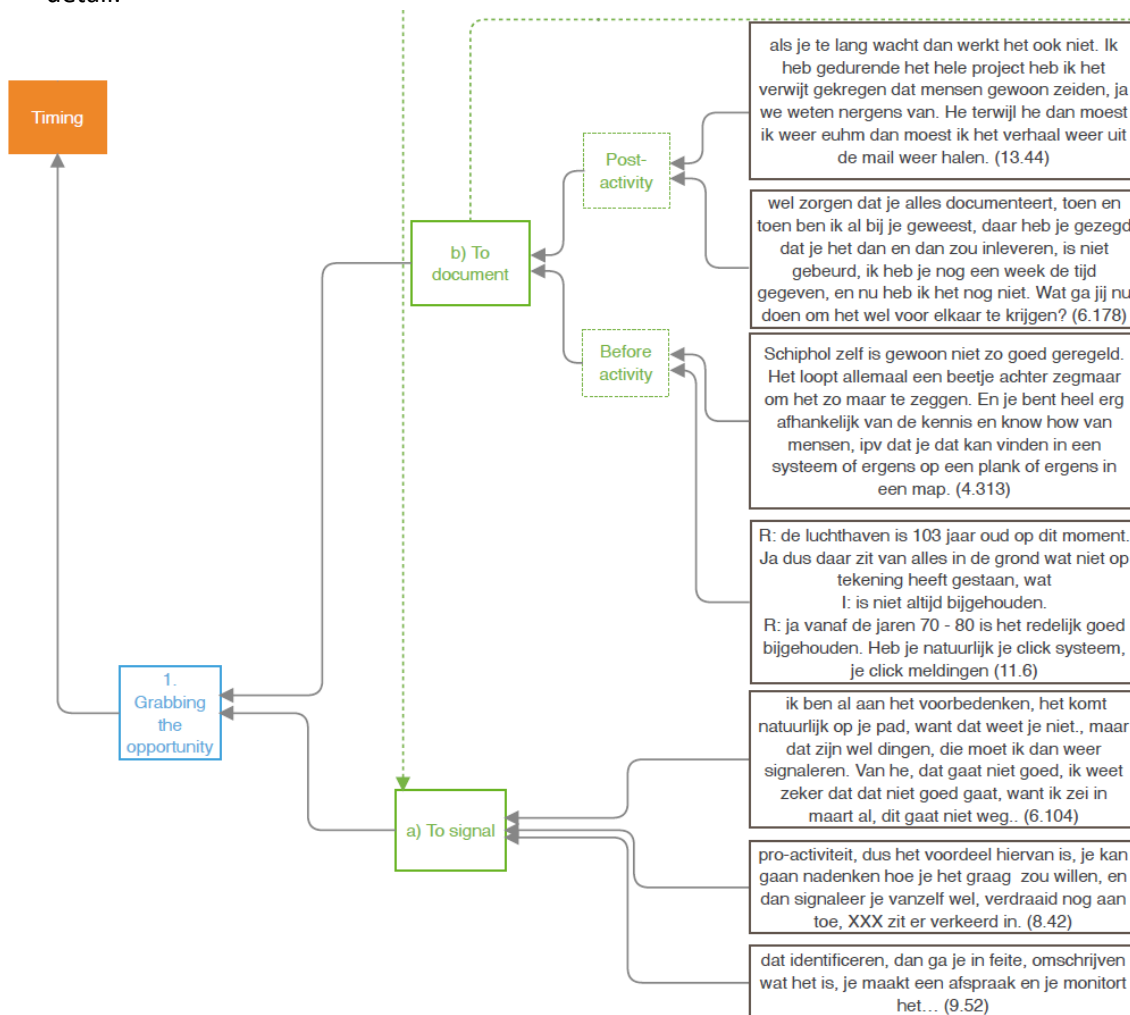 detail.
Timing
b) To
document
Post-
activity
als je te lang wacht dan werkt het ook niet. Ik
heb gedurende het hele project heb ik het
verwijt gekregen dat mensen gewoon zeiden, ja
we weten nergens van. He terwijl he dan moest
ik weer euhm dan moest ik het verhaal weer uit
de mail weer halen. (13.44)
wel zorgen dat je alles documenteert, toen en
toen ben ik al bij je geweest, daar heb je gezegd
dat je het dan en dan zou inleveren, is niet
gebeurd, ik heb je nog een week de tijd
gegeven, en nu heb ik het nog niet. Wat ga jij nu
doen om het wel voor elkaar te krijgen? (6.178)
Before
activity
Schiphol zelf is gewoon niet zo goed geregeld.
Het loopt allemaal een beetje achter zegmaar
om het zo maar te zeggen. En je bent heel erg
afhankelijk van de kennis en know how van
mensen, ipv dat je dat kan vinden in een
systeem of ergens op een plank of ergens in
een map. (4.313)
R: de luchthaven is 103 jaar oud op dit moment.
Ja dus daar zit van alles in de grond wat niet op
tekening heeft gestaan, wat
I: is niet altijd bijgehouden.
R: ja vanaf de jaren 70 - 80 is het redelijk goed
bijgehouden. Heb je natuurlijk je click systeem,
je click meldingen (11.6)
1.
Grabbing
the
opportunity
a) To signal
ik ben al aan het voorbedenken, het komt
natuurlijk op je pad, want dat weet je niet., maar
dat zijn wel dingen, die moet ik dan weer
signaleren. Van he, dat gaat niet goed, ik weet
zeker dat dat niet goed gaat, want ik zei in
maart al, dit gaat niet weg.. (6.104)
pro-activiteit, dus het voordeel hiervan is, je kan
gaan nadenken hoe je het graag zou willen, en
dan signaleer je vanzelf wel, verdraaid nog aan
toe, XXX zit er verkeerd in. (8.42)
dat identificeren, dan ga je in feite, omschrijven
wat het is, je maakt een afspraak en je monitort
het... (9.52)